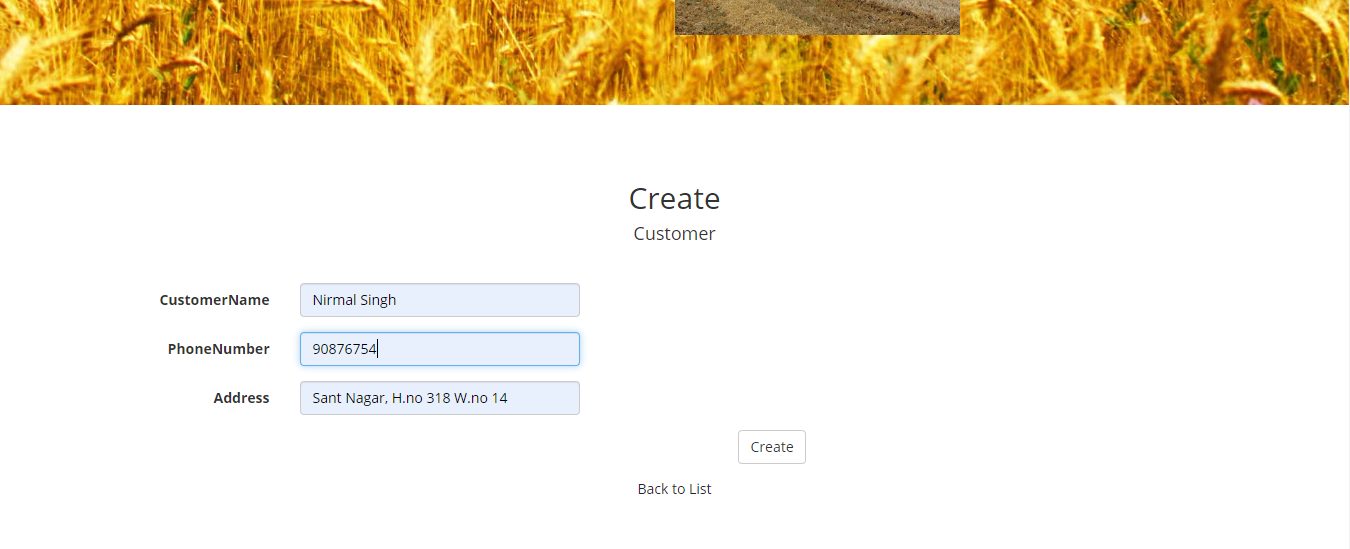 Create
Customer
CustomerName Nirmal Singh
PhoneNumber 90876754
Address Sant Nagar, H.no 318 W.no 14
Create
Back to List